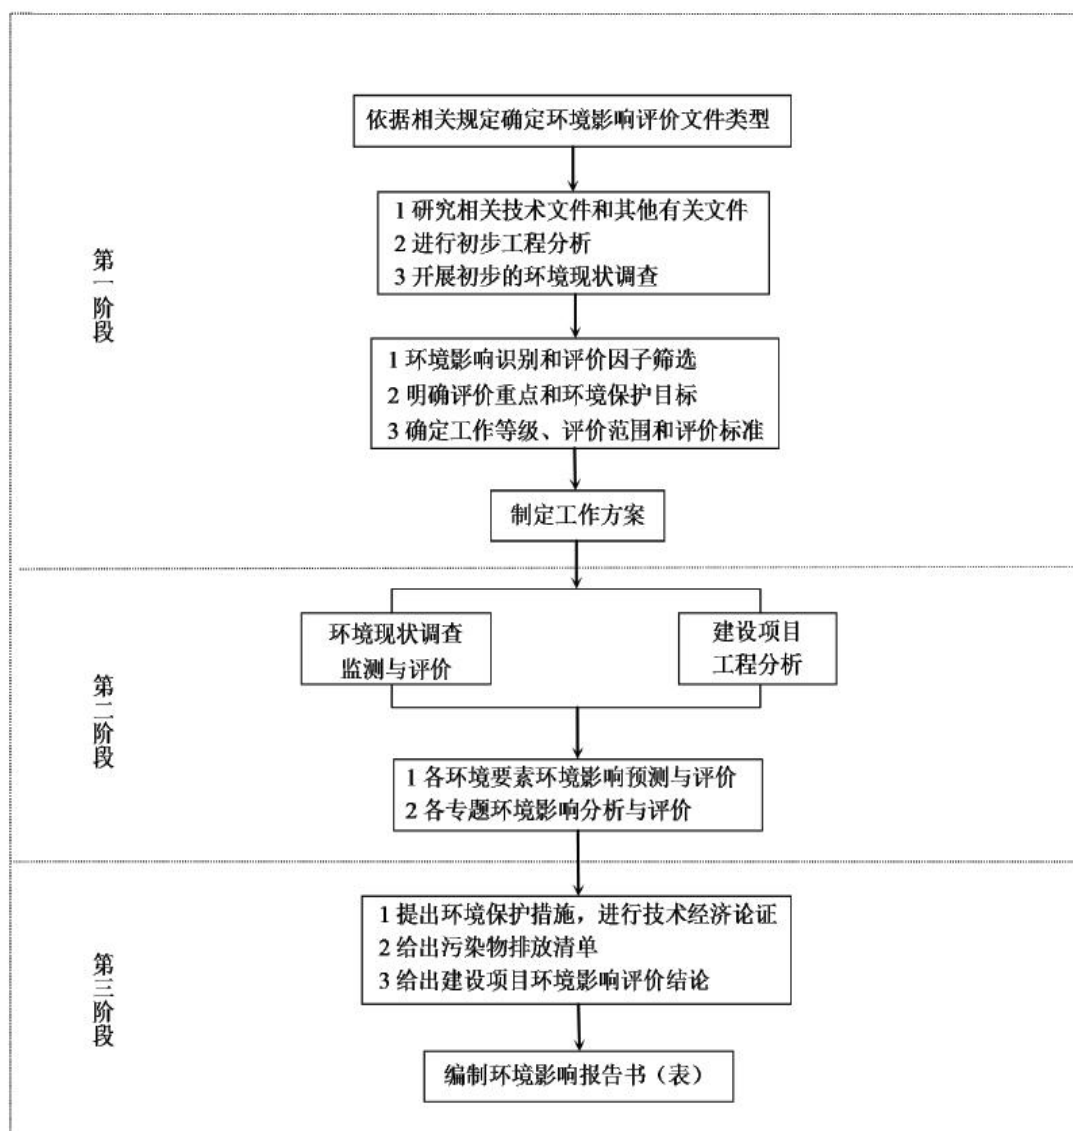 依据相关规定确定环境影响评价文件类型
1 研究相关技术文件和其他有关文件
2 进行初步工程分析
3 开展初步的环境现状调查
第一阶段
1 环境影响识别和评价因子筛选
2 明确评价重点和环境保护目标
3 确定工作等级、评价范围和评价标准
制定工作方案
环境现状调查
监测与评价
建设项目
工程分析
第二阶段
1 各环境要素环境影响预测与评价
2 各专题环境影响分析与评价
1 提出环境保护措施，进行技术经济论证
2 给出污染物排放清单
3 给出建设项目环境影响评价结论
第三阶段
编制环境影响报告书（表）